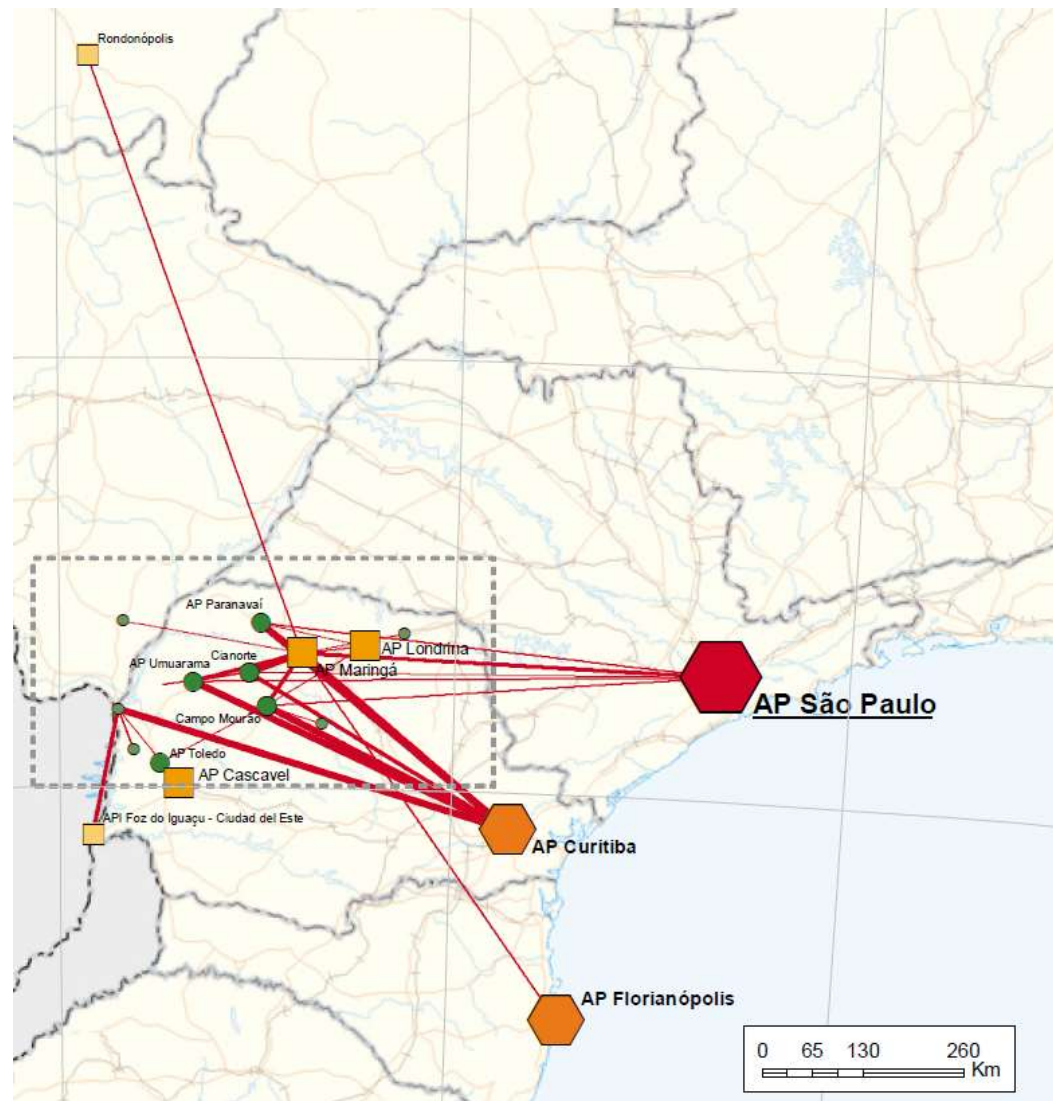 Rondonópolis
AP Paranavaí
Cianorte
AP Londrina
AP Umuarama
AP Maringá
AP São Paulo
Campo Mourão
AP Toledo
AP Cascavel
API Foz do Iguaçu - Ciudad del Este
AP Curitiba
AP Florianópolis
0 65 130 260
Km